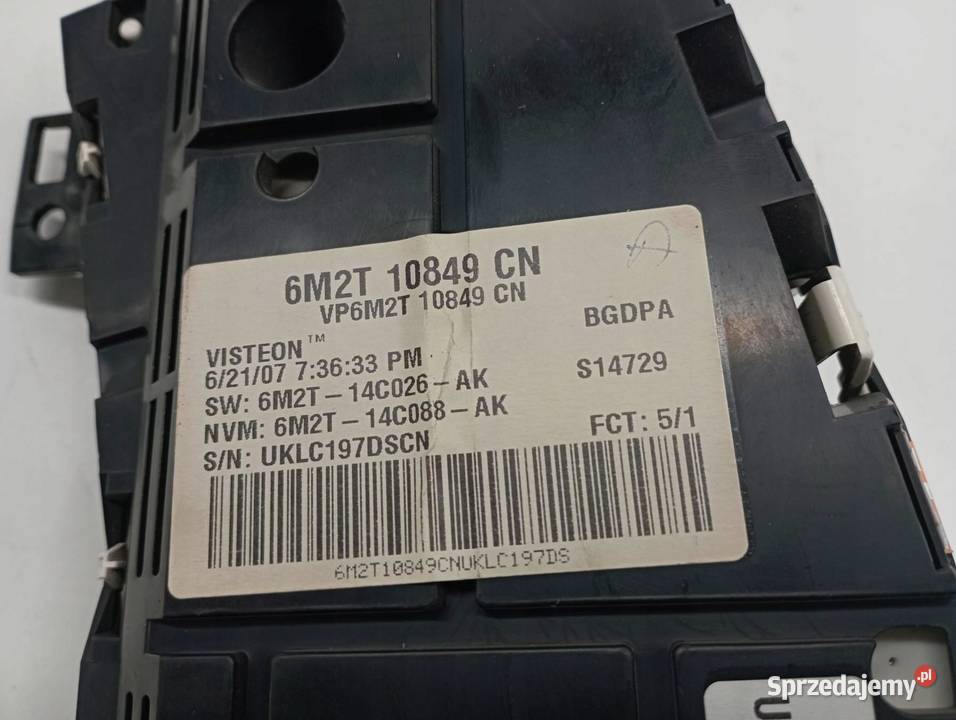 6M2T 10849 CN
VP6M2T 10849 CN
BGDPA
VISTEON™
6/21/07 7:36:33 PM
S14729
SW: 6M2T-14C026-AK
NVM: 6M2T-14C088-AK
FCT: 5/1
S/N: UKLC197DSCN
6M2T10849CNUKLC197DS
Sprzedajemy.pl